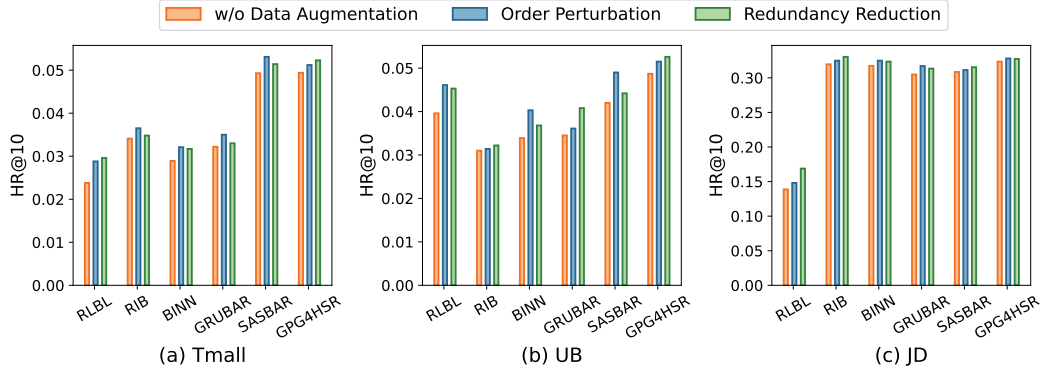 w/o Data Augmentation Order Perturbation Redundancy Reduction
HR@10
0.05
0.04
0.03
0.02
0.01
0.00
RLBL RIB BINN GRUBAR SASBAR GPG4HSR
(a) Tmall
HR@10
0.05
0.04
0.03
0.02
0.01
0.00
RLBL RIB BINN GRUBAR SASBAR GPG4HSR
(b) UB
HR@10
0.30
0.25
0.20
0.15
0.10
0.05
0.00
RLBL RIB BINN GRUBAR SASBAR GPG4HSR
(c) JD